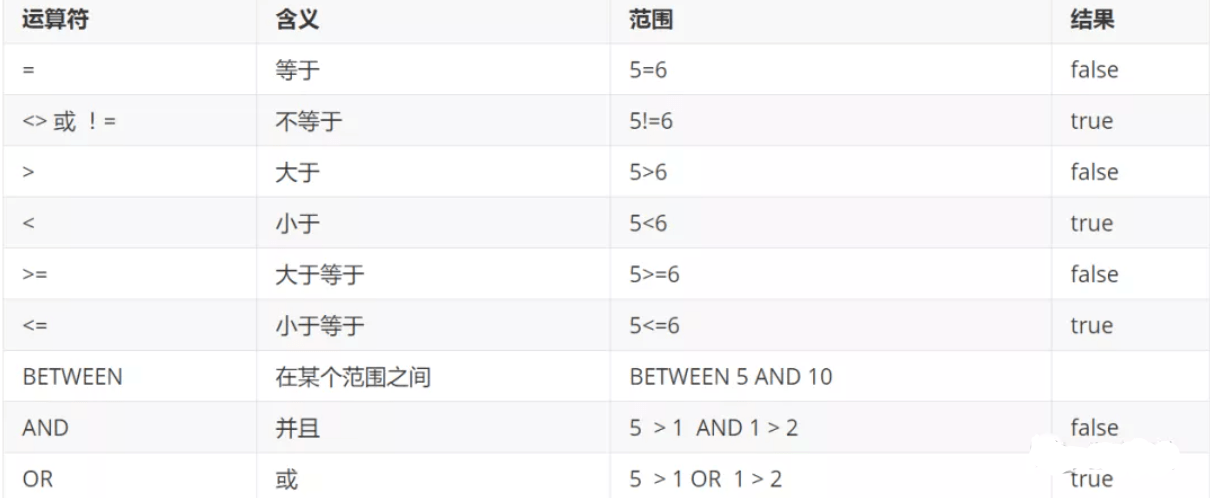 运算符 含义 范围 结果
= 等于 5=6 false
<> 或 ！= 不等于 5!=6 true
> 大于 5>6 false
< 小于 5<6 true
>= 大于等于 5>=6 false
<= 小于等于 5<=6 true
BETWEEN 在某个范围之间 BETWEEN 5 AND 10
AND 并且 5 > 1 AND 1 > 2 false
OR 或 5 > 1 OR 1 > 2 true